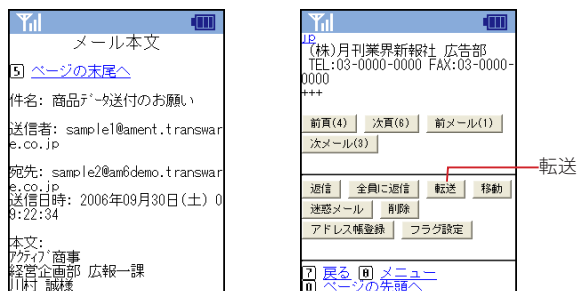 メール本文
5 ページの末尾へ
件名: 商品ﾃﾞｰﾀ送付のお願い
送信者: sample1@ament.transwar
e.co.jp
宛先: sample2@am6demo.transwar
e.co.jp
送信日時: 2006年09月30日(土) 0
9:22:34
本文:
ｱｸﾃｨﾌﾞ商事
経営企画部 広報一課
川村 誠様
jp
(株)月刊業界新報社 広告部
TEL:03-0000-0000 FAX:03-0000-
0000
+++
前頁(4) 次頁(6) 前メール(1)
次メール(3)
返信 全員に返信 転送 移動
迷惑メール 削除
アドレス帳登録 フラグ設定
7 戻る 8 メニュー
0 ページの先頭へ
転送